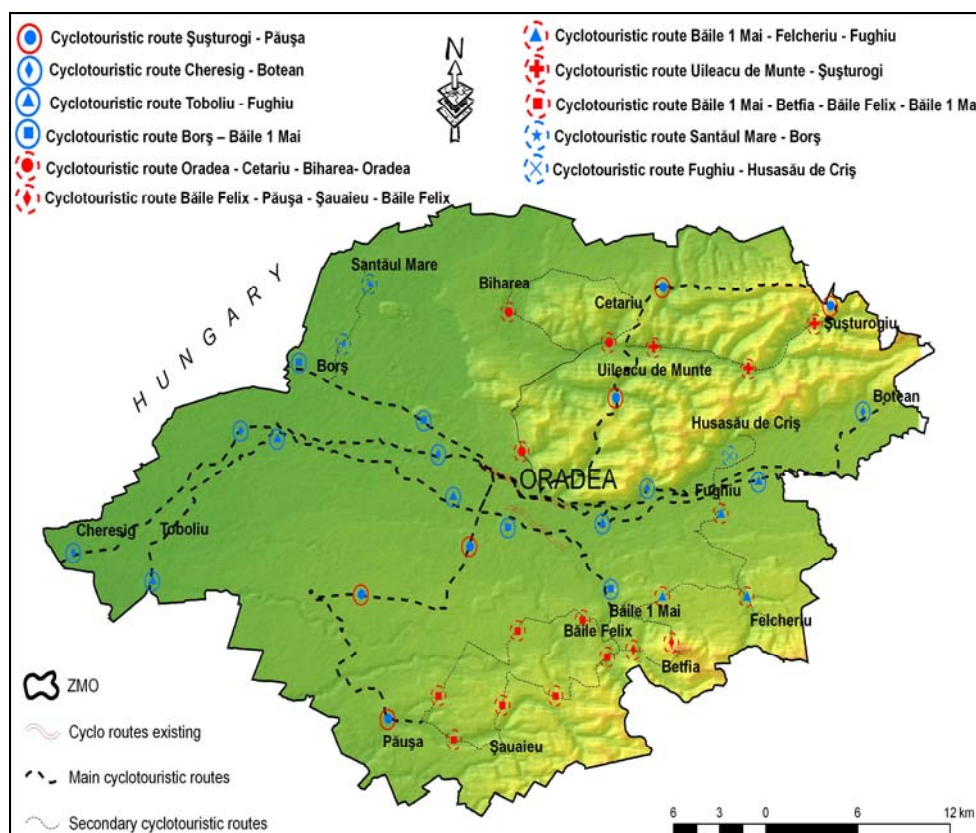 Cyclotouristic route Şuşturogi - Păuşa
Cyclotouristic route Cheresig - Botean
Cyclotouristic route Toboliu - Fughiu
Cyclotouristic route Borş – Băile 1 Mai
Cyclotouristic route Oradea - Cetariu - Biharea- Oradea
Cyclotouristic route Băile Felix - Păuşa - Şauaieu - Băile Felix
N
Cyclotouristic route Băile 1 Mai - Felcheriu - Fughiu
Cyclotouristic route Uileacu de Munte - Şuşturogi
Cyclotouristic route Băile 1 Mai - Betfia - Băile Felix - Băile 1 Ma
Cyclotouristic route Santăul Mare - Borş
Cyclotouristic route Fughiu - Husasău de Criş
HUNGARY
Santăul Mare
Biharea
Cetariu
Şuşturogiu
Borş
Uileacu de Munte
Botean
Husasău de Criş
ORADEA
Fughiu
Cheresig
Toboliu
Băile 1 Mai
Felcheriu
Băile Felix
Betfia
Păuşa
Şauaieu
ZMO
Cyclo routes existing
Main cyclotouristic routes
Secondary cyclotouristic routes
6 3 0 6 12 km